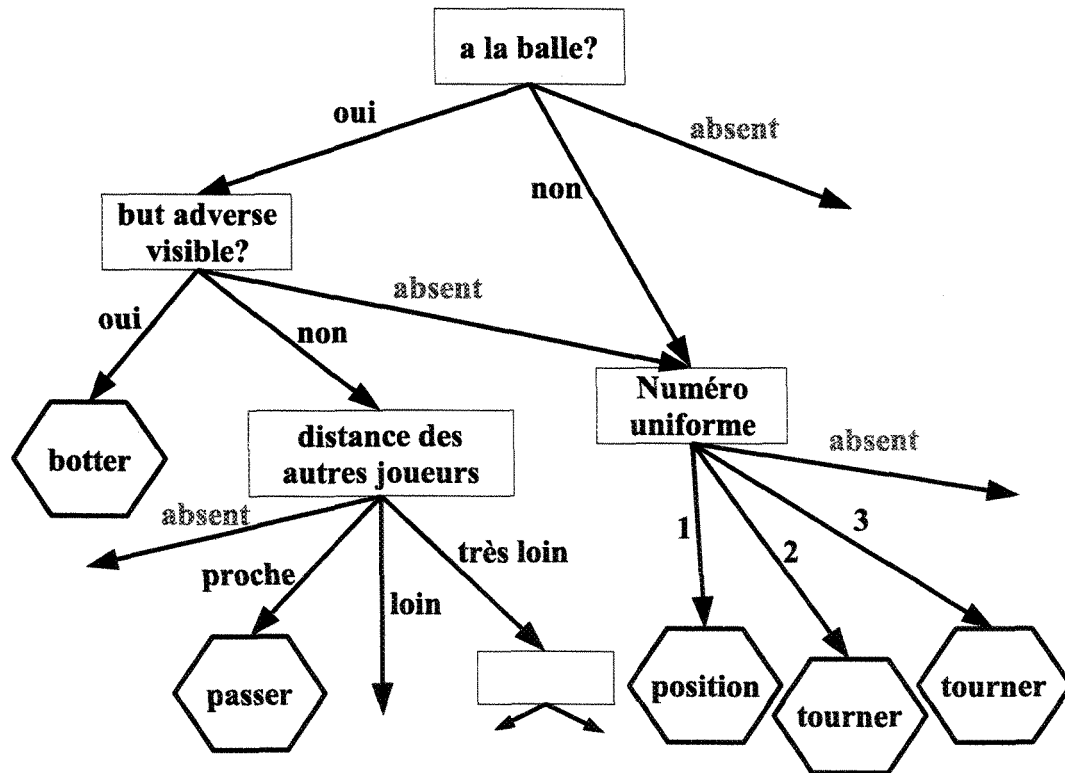 a la balle?
oui
absent
non
but adverse
visible?
absent
oui
non
Numéro
uniforme
botter
distance des
autres joueurs
absent
absent
1
2
3
proche
très loin
loin
passer
position
tourner
tourner